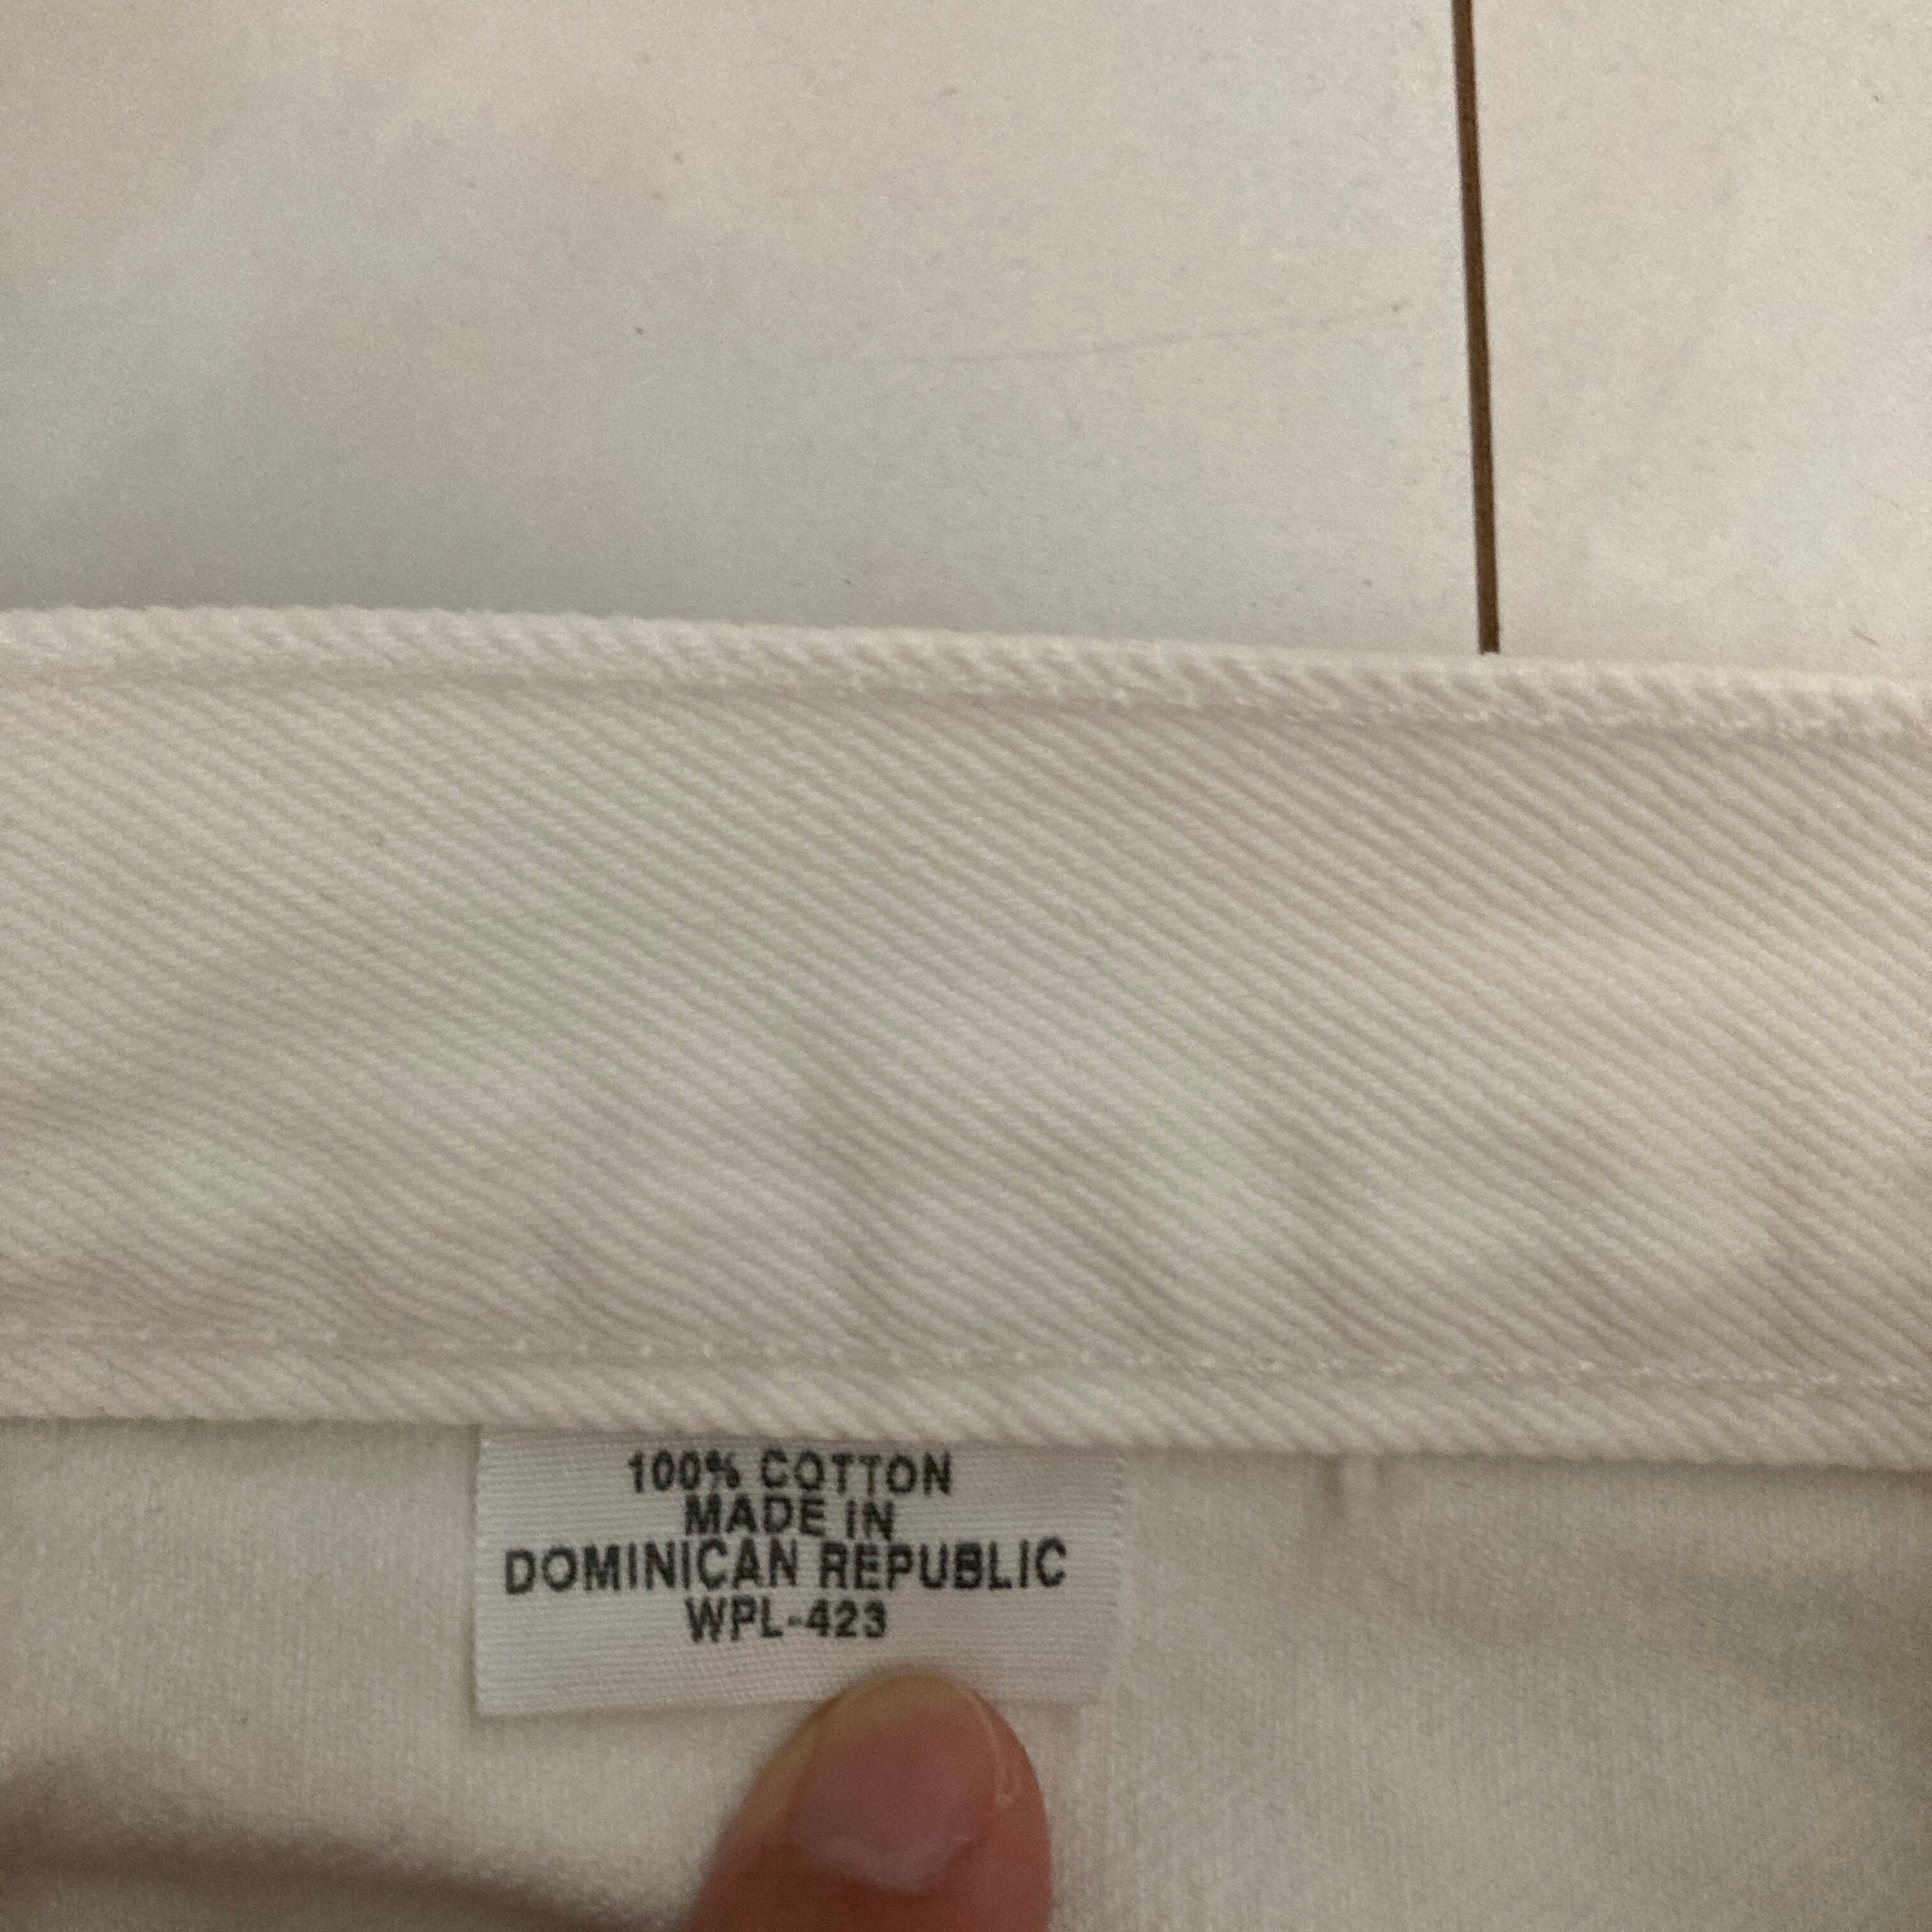 100% COTTON
MADE IN
DOMINICAN REPUBLIC
WPL-423